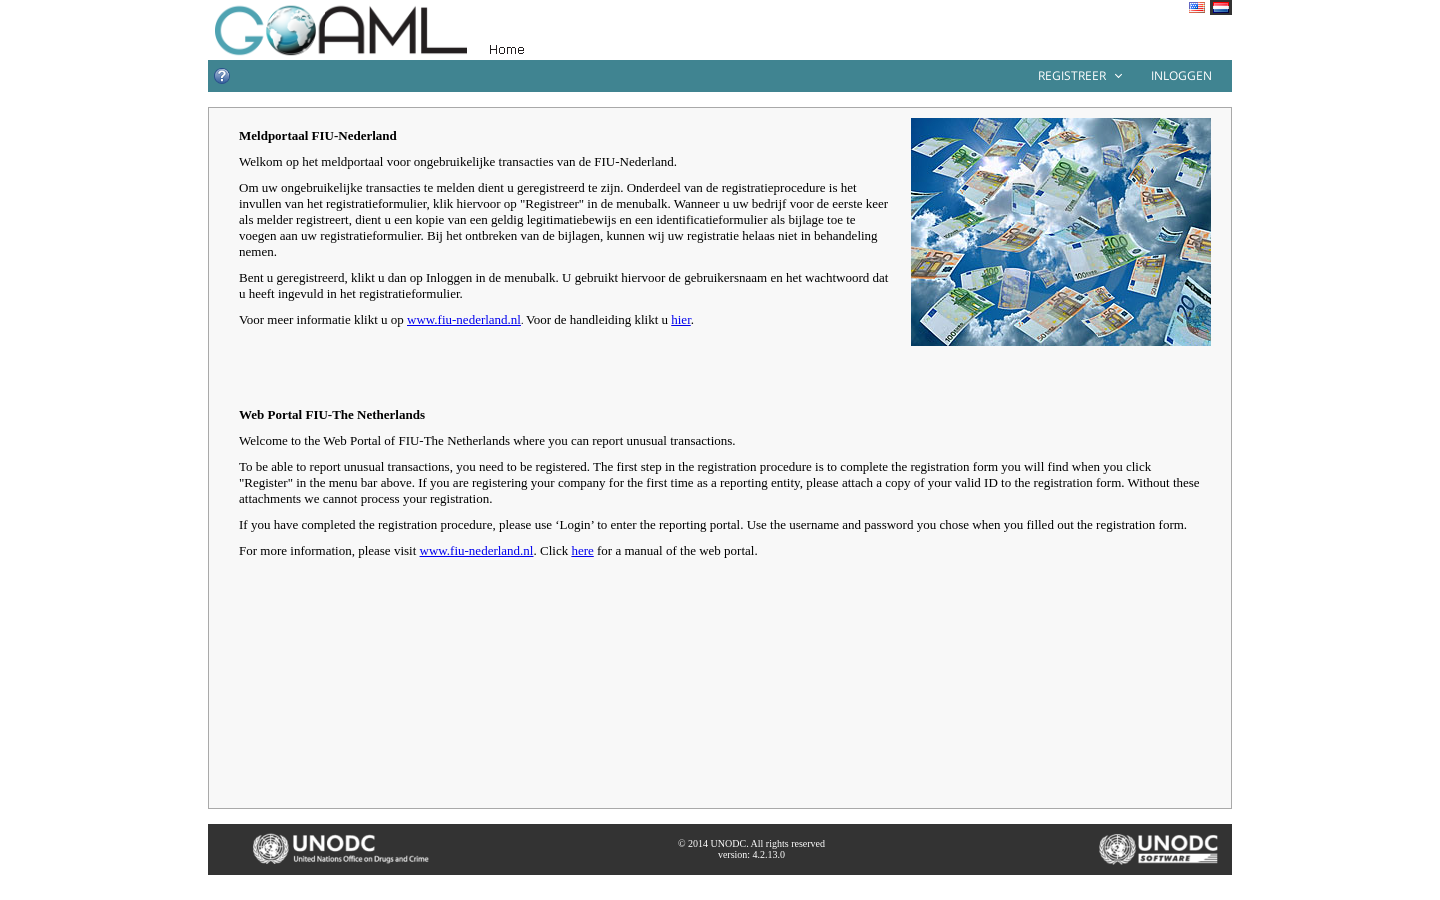 GOAML
Home
REGISTREER
INLOGGEN
Meldportaal FIU-Nederland
Welkom op het meldportaal voor ongebruikelijke transacties van de FIU-Nederland.
Om uw ongebruikelijke transacties te melden dient u geregistreerd te zijn. Onderdeel van de registratieprocedure is het
invullen van het registratieformulier, klik hiervoor op "Registreer" in de menubalk. Wanneer u uw bedrijf voor de eerste keer
als melder registreert, dient u een kopie van een geldig legitimatiebewijs en een identificatieformulier als bijlage toe te
voegen aan uw registratieformulier. Bij het ontbreken van de bijlagen, kunnen wij uw registratie helaas niet in behandeling
nemen.
Bent u geregistreerd, klikt u dan op Inloggen in de menubalk. U gebruikt hiervoor de gebruikersnaam en het wachtwoord dat
u heeft ingevuld in het registratieformulier.
Voor meer informatie klikt u op www.fiu-nederland.nl. Voor de handleiding klikt u hier.
Web Portal FIU-The Netherlands
Welcome to the Web Portal of FIU-The Netherlands where you can report unusual transactions.
To be able to report unusual transactions, you need to be registered. The first step in the registration procedure is to complete the registration form you will find when you click
"Register" in the menu bar above. If you are registering your company for the first time as a reporting entity, please attach a copy of your valid ID to the registration form. Without these
attachments we cannot process your registration.
If you have completed the registration procedure, please use ‘Login’ to enter the reporting portal. Use the username and password you chose when you filled out the registration form.
For more information, please visit www.fiu-nederland.nl. Click here for a manual of the web portal.
UNODC
United Nations Office on Drugs and Crime
© 2014 UNODC. All rights reserved
version: 4.2.13.0
UNODC
SOFTWARE